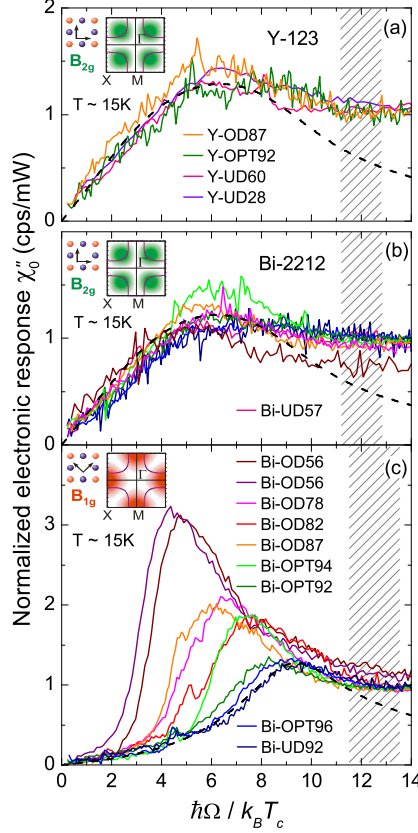 (a)
Y-123
B2g
X M
Γ
T ~ 15K
Y-OD87
Y-OPT92
Y-UD60
Y-UD28
2
1
0
(b)
Bi-2212
B2g
Γ
T ~ 15K
Bi-UD57
1
0
(c)
B1g
X M
Γ
T ~ 15K
Bi-OD56
Bi-OD56
Bi-OD78
Bi-OD82
Bi-OD87
Bi-OPT94
Bi-OPT92
Bi-OPT96
Bi-UD92
3
2
1
0
0 2 4 6 8 10 12 14
ħΩ / kBTc
Normalized electronic response χ0″ (cps/mW)